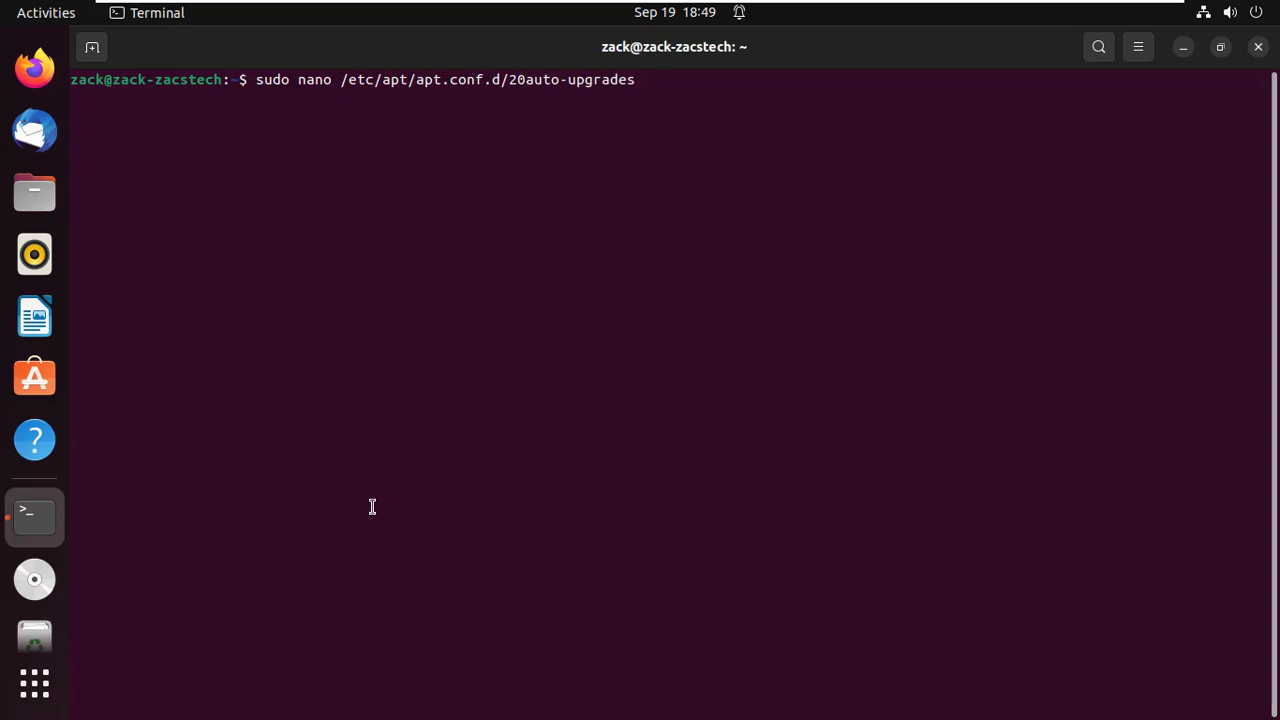 Activities
Terminal
Sep 19 18:49
zack@zack-zacstech: ~
zack@zack-zacstech:~$ sudo nano /etc/apt/apt.conf.d/20auto-upgrades